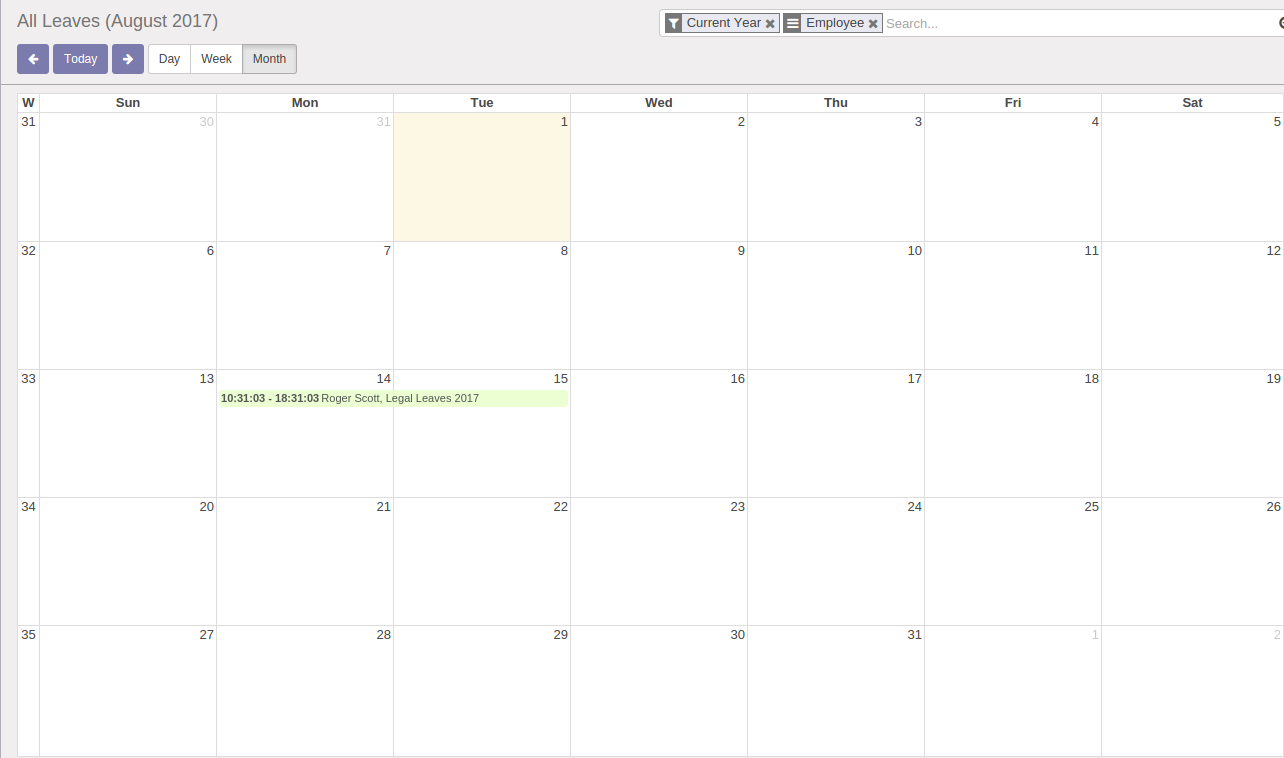 All Leaves (August 2017)
Current Year Employee Search...
Today Day Week Month
W Sun Mon Tue Wed Thu Fri Sat
31 30 31 1 2 3 4 5
32 6 7 8 9 10 11 12
33 13 14 15 16 17 18 19
10:31:03 - 18:31:03 Roger Scott, Legal Leaves 2017
34 20 21 22 23 24 25 26
35 27 28 29 30 31 1 2